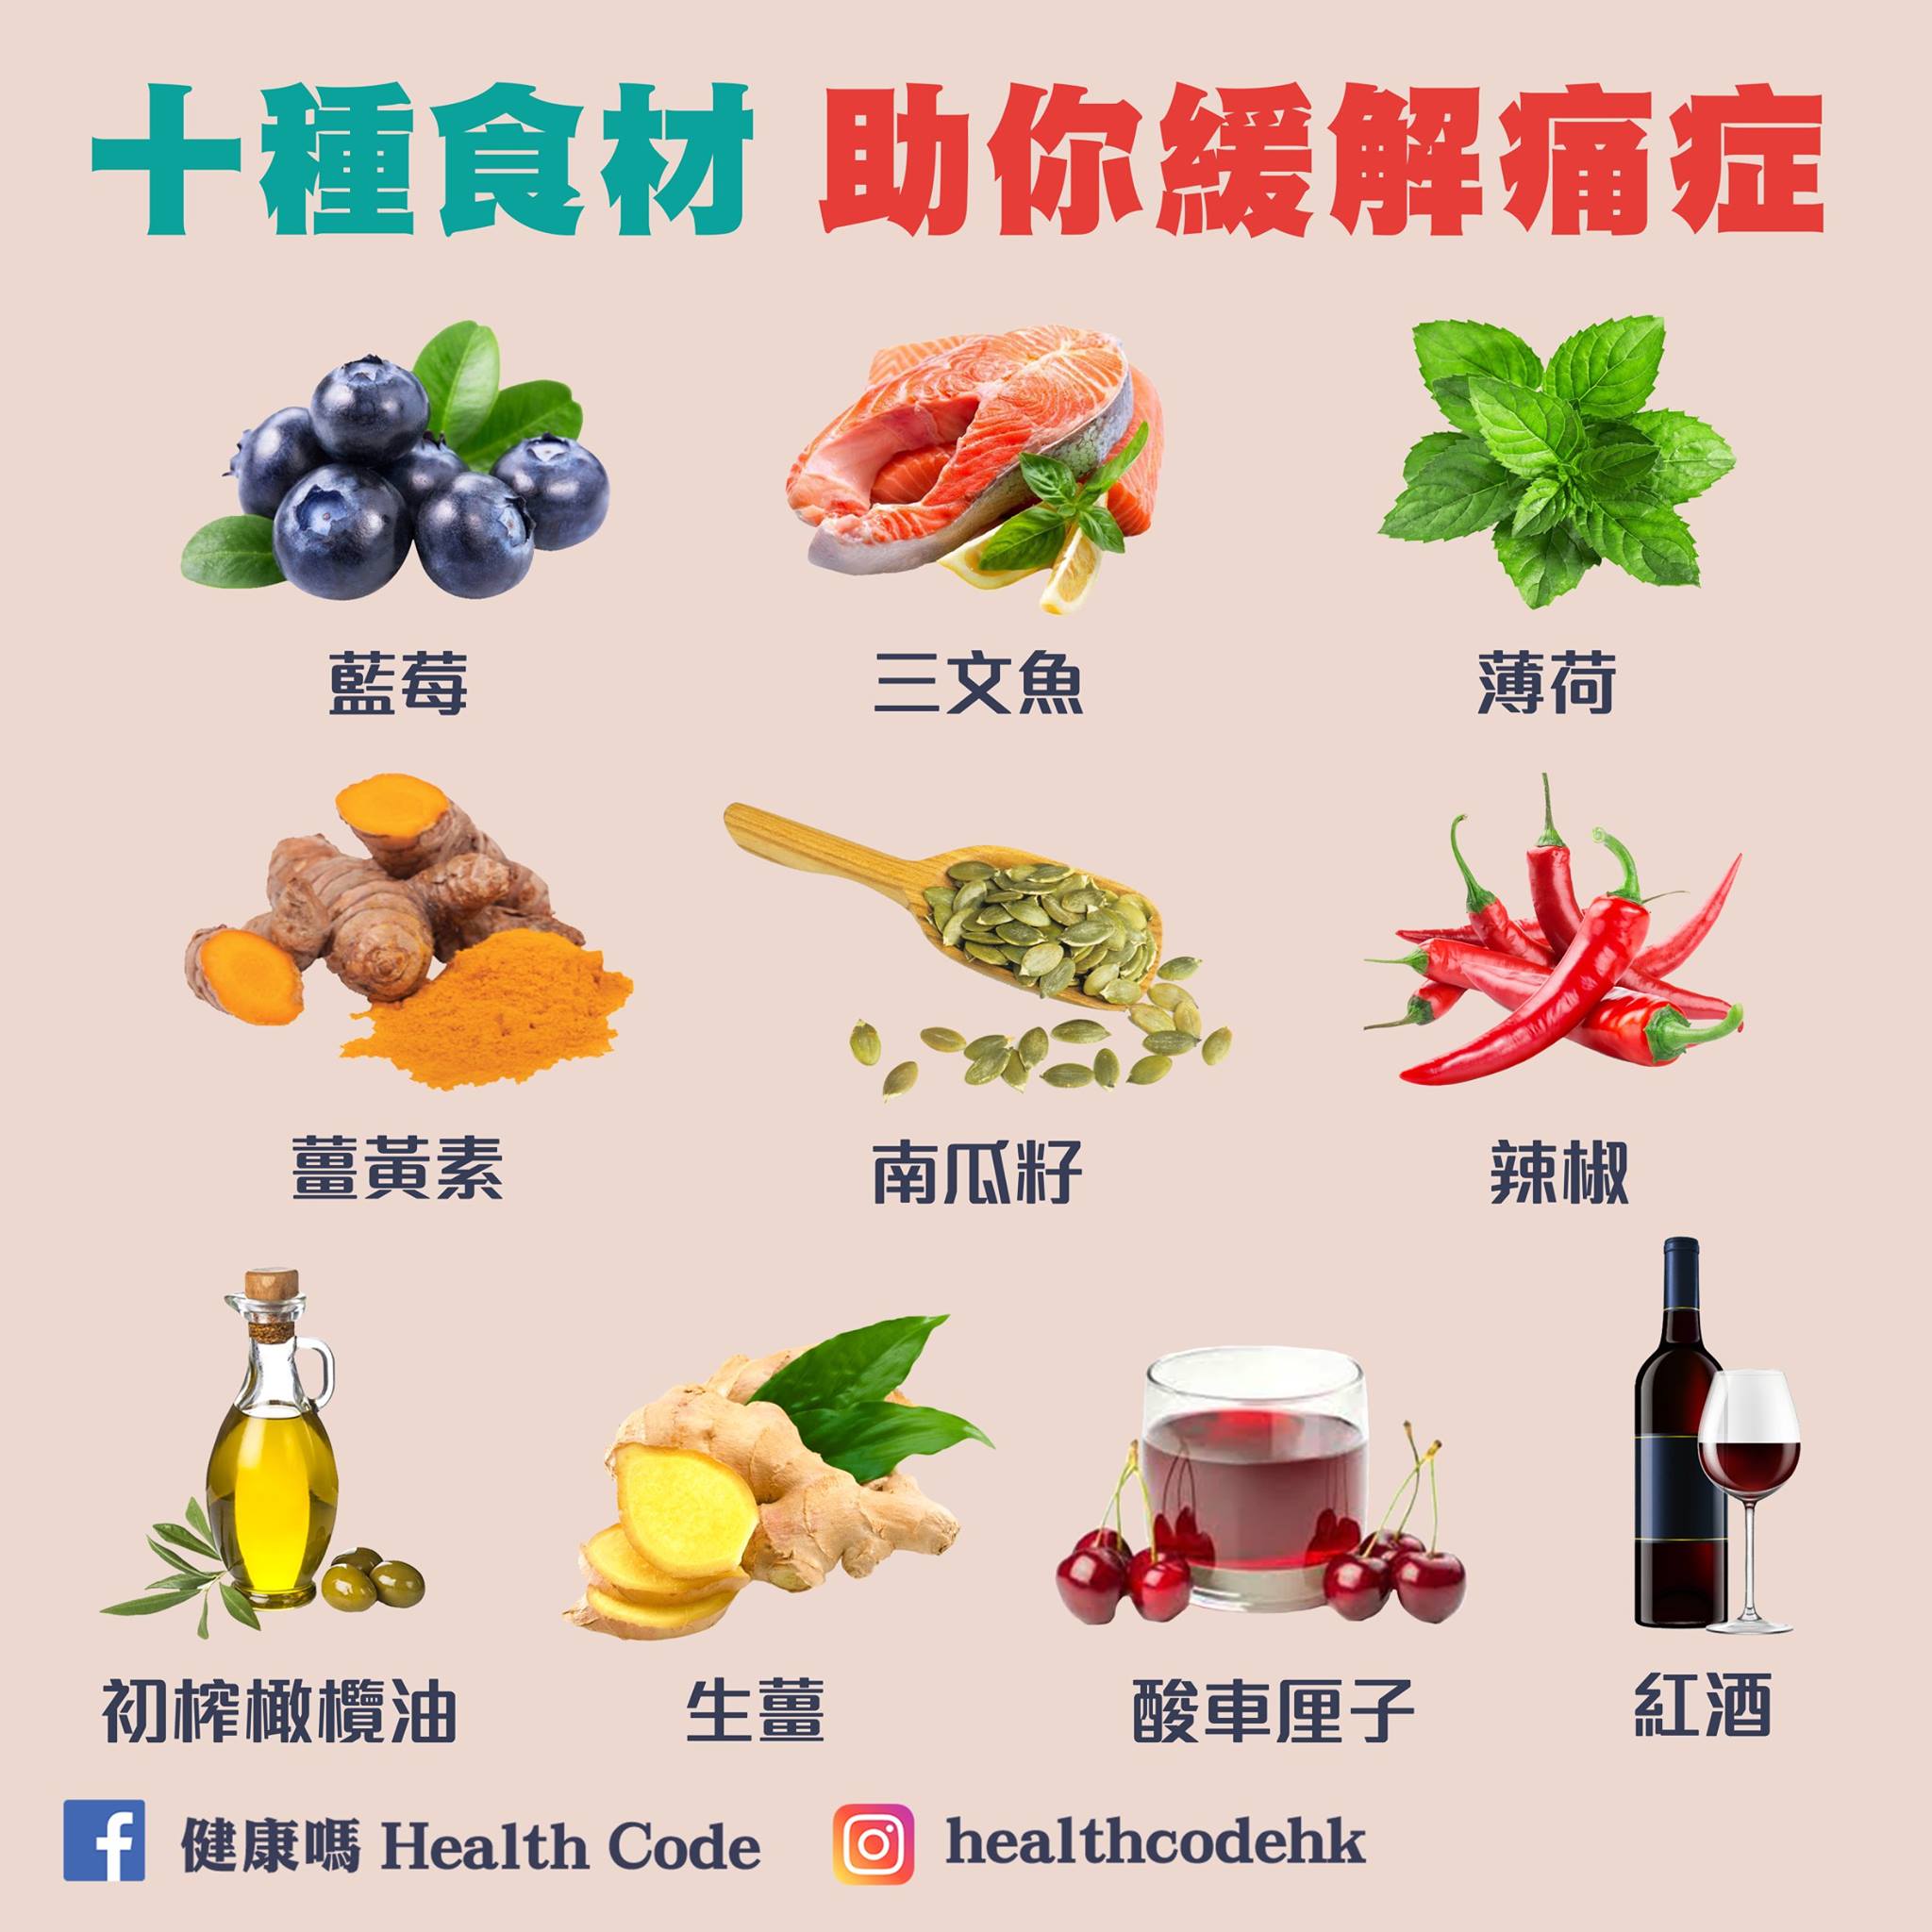 十種食材 助你緩解痛症
藍莓
三文魚
薄荷
薑黃素
南瓜籽
辣椒
初榨橄欖油
生薑
酸車厘子
紅酒
健康嗎 Health Code
healthcodehk